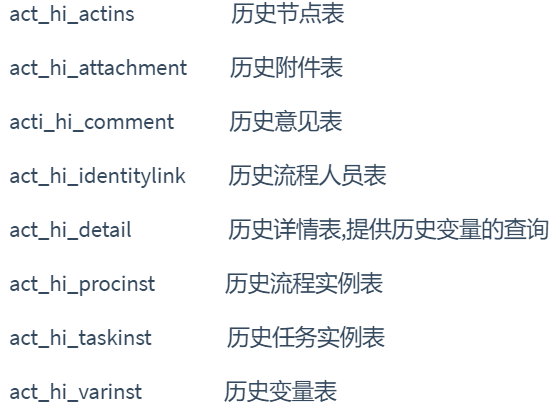 act_hi_actins 历史节点表
act_hi_attachment 历史附件表
acti_hi_comment 历史意见表
act_hi_identitylink 历史流程人员表
act_hi_detail 历史详情表,提供历史变量的查询
act_hi_procinst 历史流程实例表
act_hi_taskinst 历史任务实例表
act_hi_varinst 历史变量表